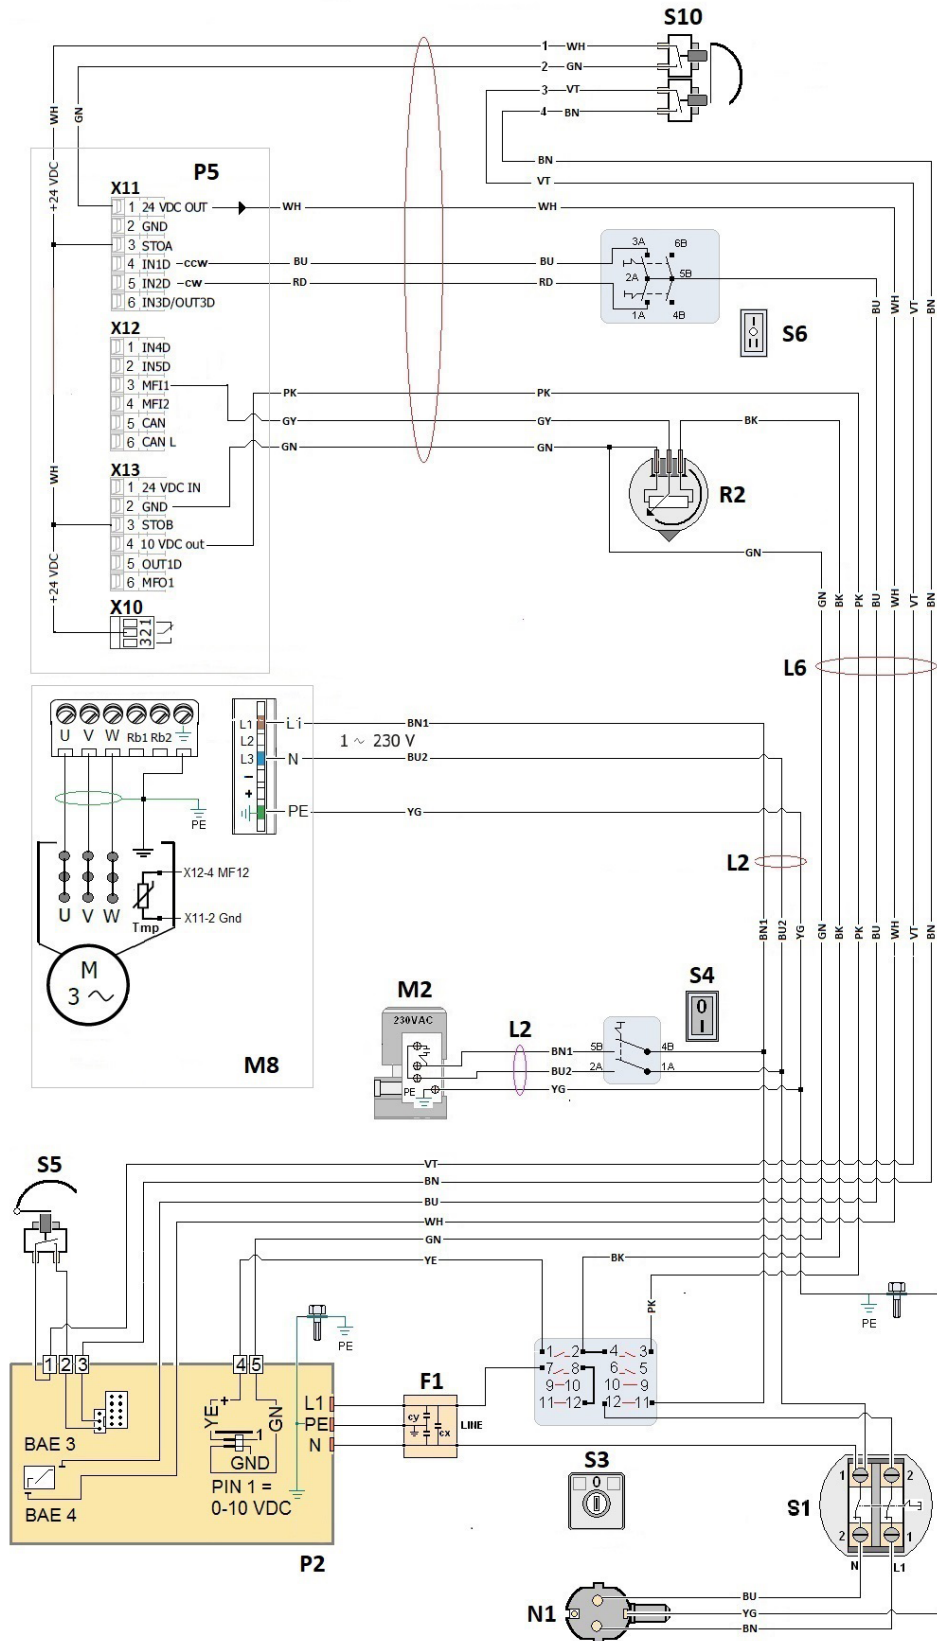 S10
1 WH
2 GN
3 VT
4 BN
WH
GN
+24 VDC
BN
VT
P5
X11
1 24 VDC OUT WH WH
2 GND
3 STOA
4 IN1D ccw BU BU
5 IN2D cw RD RD
6 IN3D/OUT3D
3A 6B
2A 5B
1A 4B
S6
BU
WH
VT
BN
X12
1 IN4D
2 IN5D
3 MFI1
4 MFI2
5 CAN
6 CAN L
PK PK
GY GY BK
GN GN
WH
R2
X13
1 24 VDC IN
2 GND
3 STOB
4 10 VDC out
5 OUT1D
6 MFO1
+24 VDC
GN
GN
BK
PK
BU
WH
VT
BN
X10
321
L6
U V W Rb1 Rb2
PE
L1 L1 BN1
L2 1 ~ 230 V
L3 N BU2
−
+
PE YG
L2
X12-4 MF12
X11-2 Gnd
U V W Tmp
M
3 ~
M8
BN1
BU2
YG
GN
BK
PK
BU
WH
VT
BN
M2
230VAC
PE
L2
S4
0
I
BN1 5B 4B
BU2 2A 1A
YG
S5
VT
BN
BU
WH
GN
YE
BK
PK
PE
PE
1 2 3 4 5
1 2 4 3
7 8 6 5
9 10 10 9
11 12 12 11
F1
cy
cx
LINE
L1
PE
N
YE
+
GN
1
GND
PIN 1 =
0-10 VDC
BAE 3
BAE 4
P2
S3
0
S1
1 2
2 1
N L1
N1
BU
YG
BN